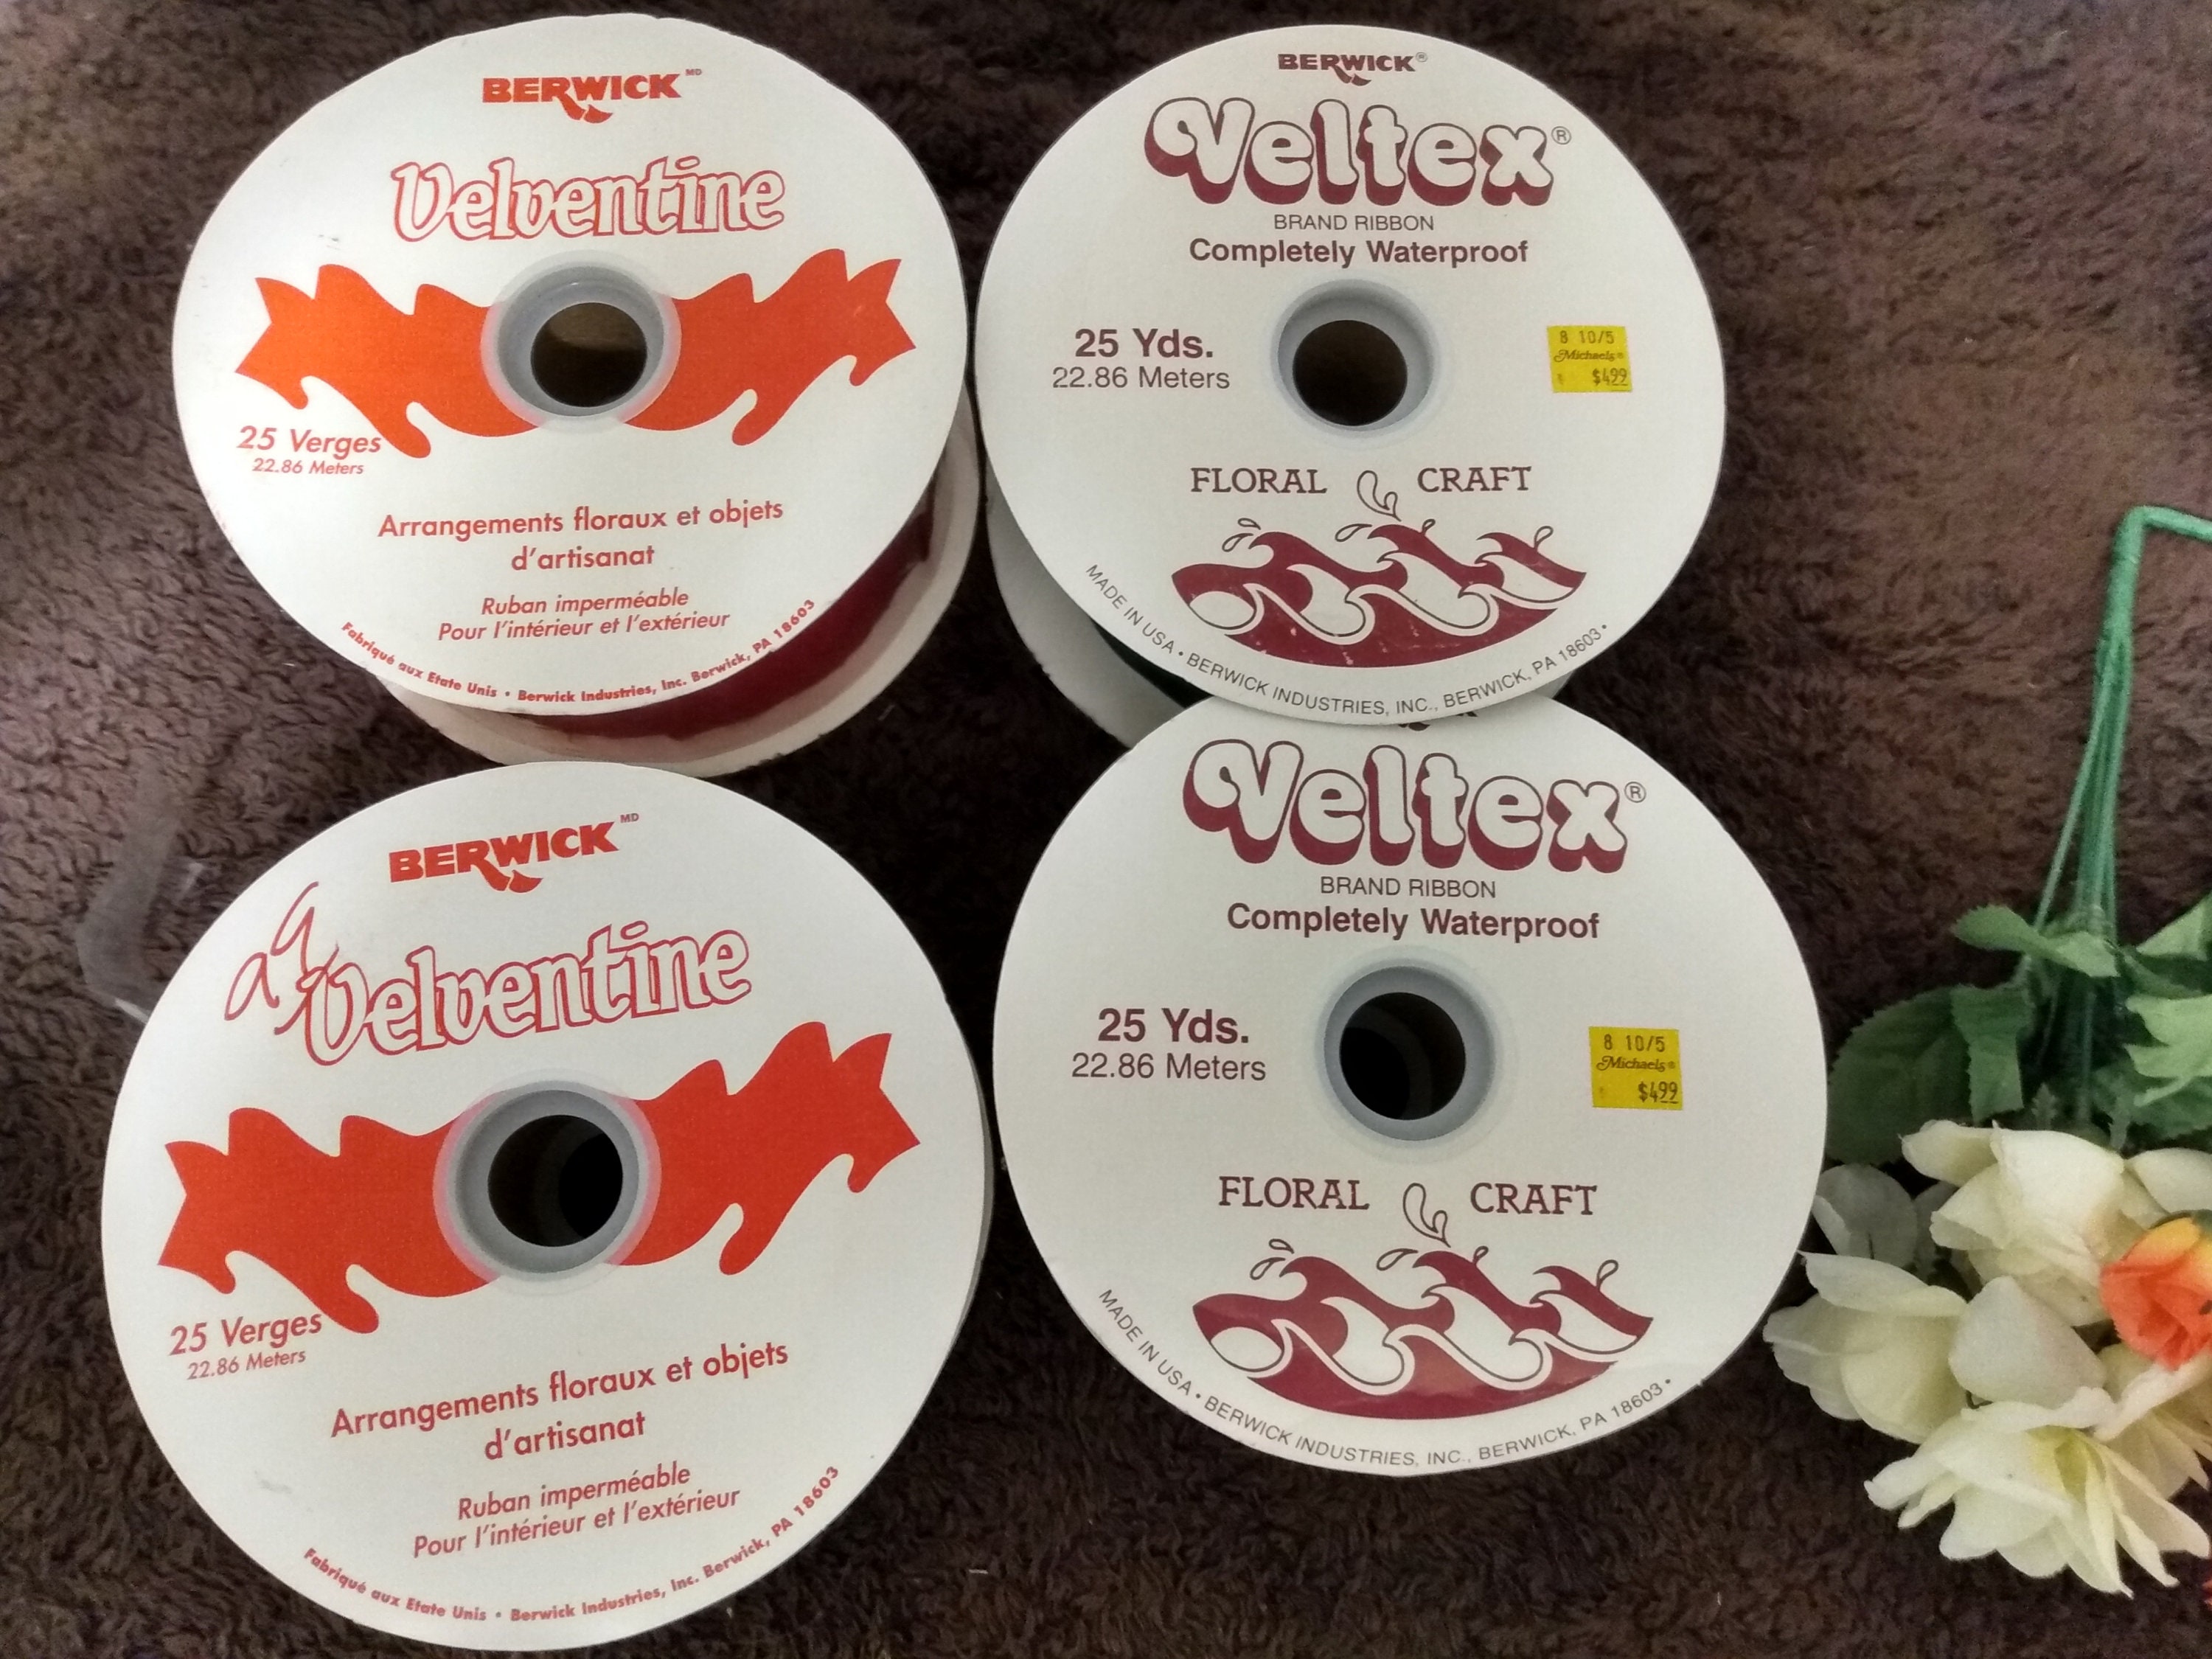 BERWICK MD
Velventine
25 Verges
22.86 Meters
Arrangements floraux et objets
d'artisanat
Ruban imperméable
Pour l'intérieur et l'extérieur
Fabriqué aux Etate Unis • Berwick Industries, Inc. Berwick, PA 18603
BERWICK®
Veltex®
BRAND RIBBON
Completely Waterproof
25 Yds.
22.86 Meters
8 10/5
Michaels®
$4.99
FLORAL CRAFT
MADE IN USA • BERWICK INDUSTRIES, INC., BERWICK, PA 18603 •
BERWICK MD
Velventine
25 Verges
22.86 Meters
Arrangements floraux et objets
d'artisanat
Ruban imperméable
Pour l'intérieur et l'extérieur
Fabriqué aux Etate Unis • Berwick Industries, Inc. Berwick, PA 18603
Veltex®
BRAND RIBBON
Completely Waterproof
25 Yds.
22.86 Meters
8 10/5
Michaels®
$4.99
FLORAL CRAFT
MADE IN USA • BERWICK INDUSTRIES, INC., BERWICK, PA 18603 •